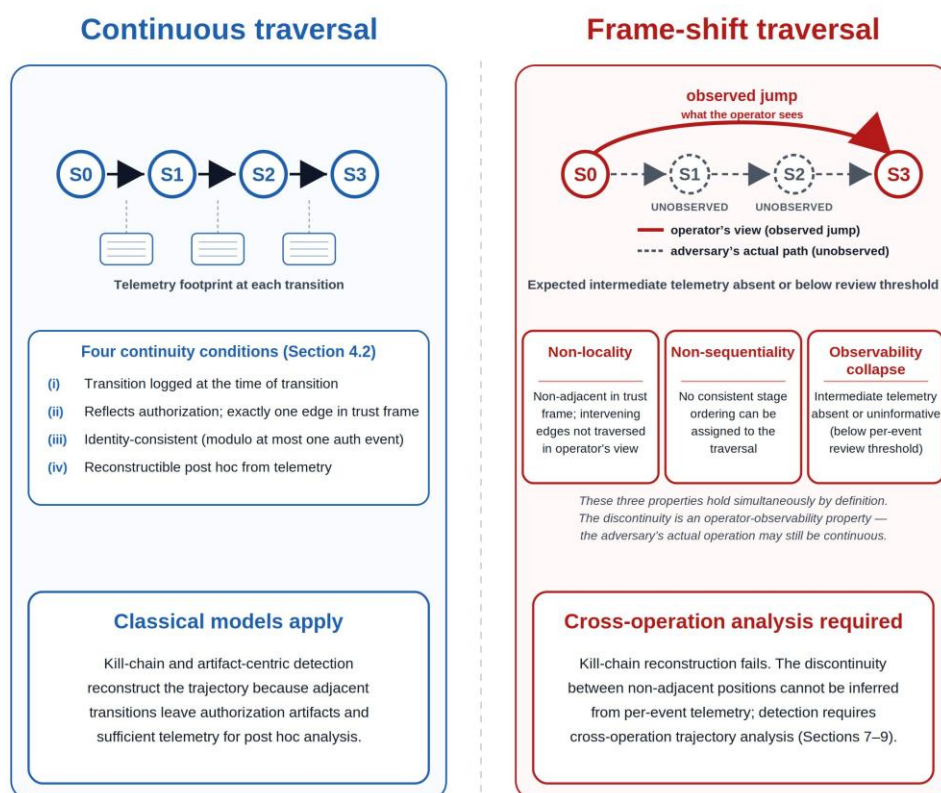 Continuous traversal
S0 S1 S2 S3
Telemetry footprint at each transition
Four continuity conditions (Section 4.2)
(i) Transition logged at the time of transition
(ii) Reflects authorization; exactly one edge in trust frame
(iii) Identity-consistent (modulo at most one auth event)
(iv) Reconstructible post hoc from telemetry
Classical models apply
Kill-chain and artifact-centric detection
reconstruct the trajectory because adjacent
transitions leave authorization artifacts and
sufficient telemetry for post hoc analysis.
Frame-shift traversal
observed jump
what the operator sees
S0 S1 S2 S3
UNOBSERVED UNOBSERVED
operator's view (observed jump)
adversary's actual path (unobserved)
Expected intermediate telemetry absent or below review threshold
Non-locality
Non-adjacent in trust
frame; intervening
edges not traversed
in operator's view
Non-sequentiality
No consistent stage
ordering can be
assigned to the
traversal
Observability
collapse
Intermediate telemetry
absent or uninformative
(below per-event
review threshold)
These three properties hold simultaneously by definition.
The discontinuity is an operator-observability property —
the adversary's actual operation may still be continuous.
Cross-operation analysis required
Kill-chain reconstruction fails. The discontinuity
between non-adjacent positions cannot be inferred
from per-event telemetry; detection requires
cross-operation trajectory analysis (Sections 7–9).